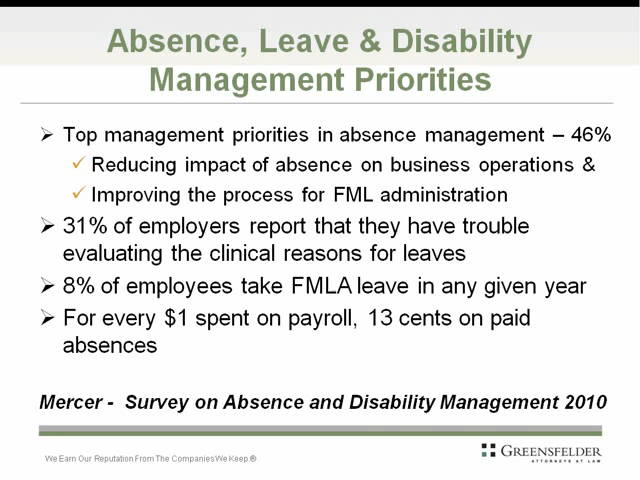 Absence, Leave & Disability
Management Priorities
Top management priorities in absence management – 46%
Reducing impact of absence on business operations &
Improving the process for FML administration
31% of employers report that they have trouble
evaluating the clinical reasons for leaves
8% of employees take FMLA leave in any given year
For every $1 spent on payroll, 13 cents on paid
absences
Mercer - Survey on Absence and Disability Management 2010
We Earn Our Reputation From The Companies We Keep.®
GREENSFELDER
ATTORNEYS AT LAW